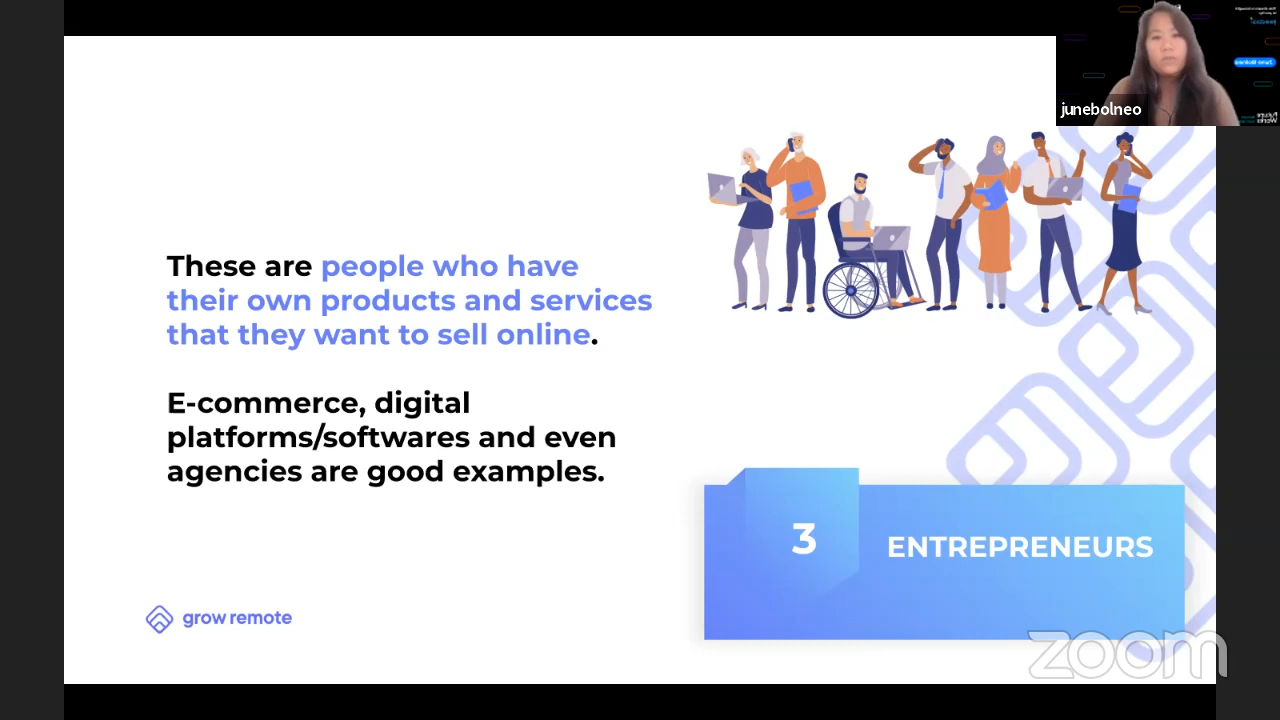 These are people who have
their own products and services
that they want to sell online.
E-commerce, digital
platforms/softwares and even
agencies are good examples.
3
ENTREPRENEURS
grow remote
junebolneo
zoom